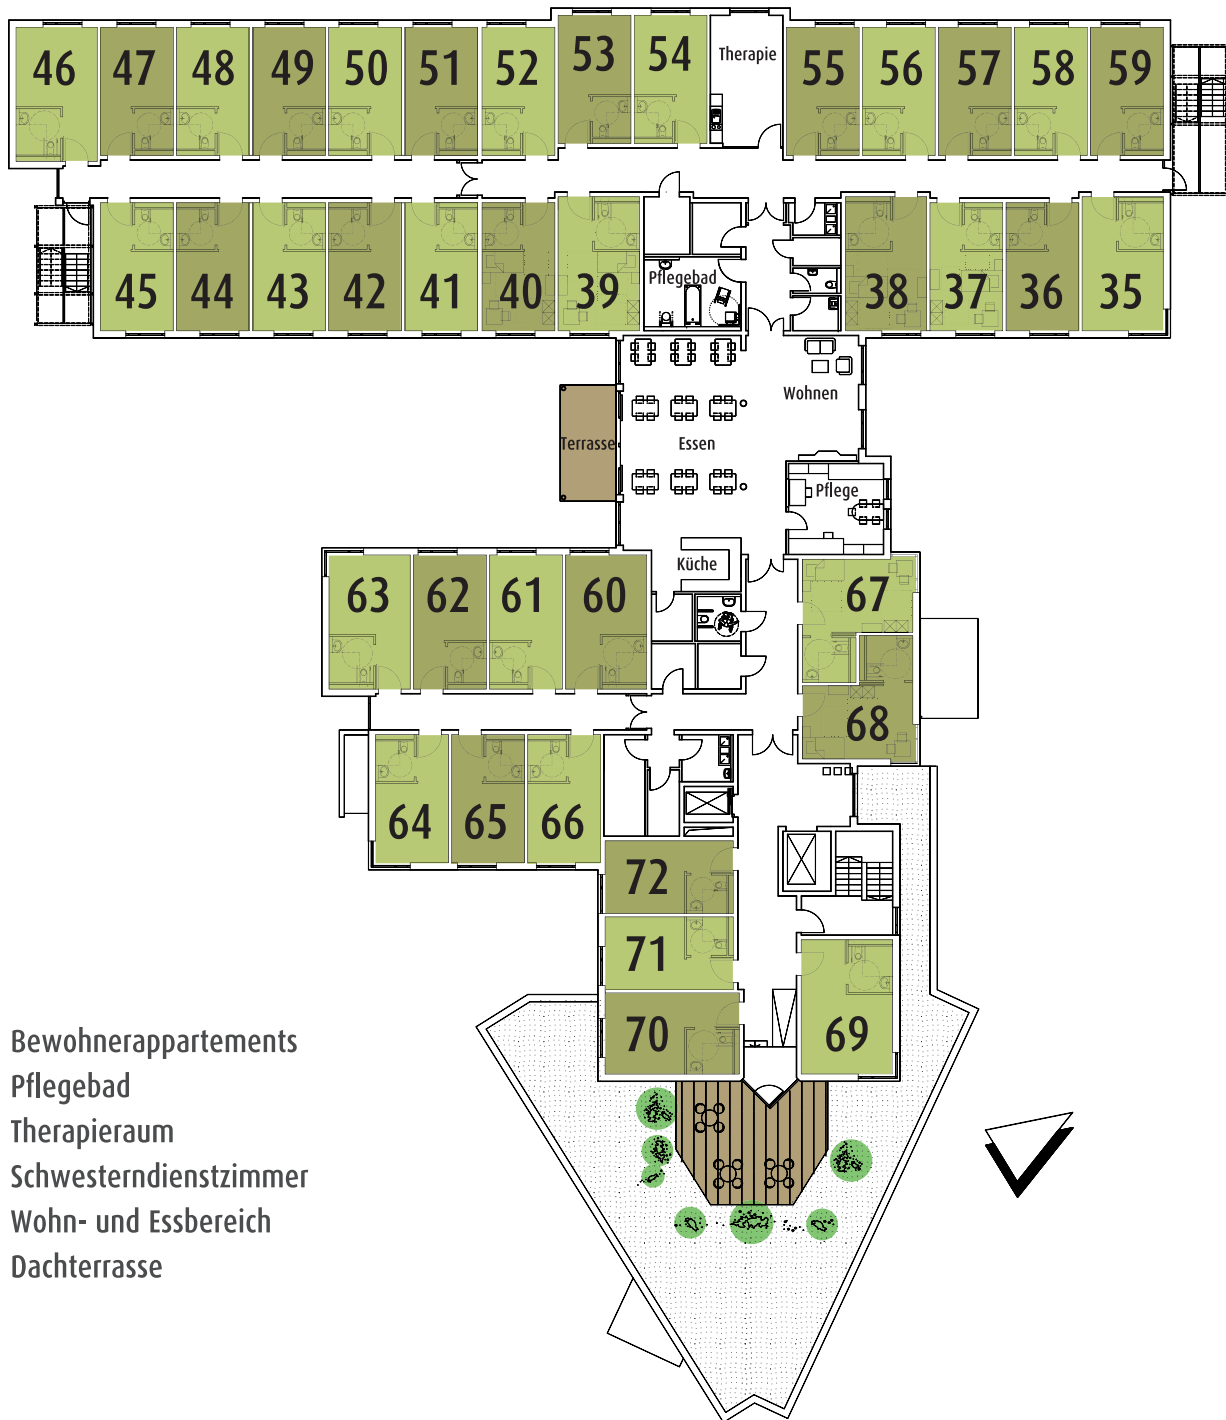 46 47 48 49 50 51 52 53 54 Therapie 55 56 57 58 59
45 44 43 42 41 40 39 Pflegebad 38 37 36 35
Wohnen
Terrasse Essen
Pflege
Küche
63 62 61 60 67
68
64 65 66
72
71
70 69
Bewohnerappartements
Pflegebad
Therapieraum
Schwesterndienstzimmer
Wohn- und Essbereich
Dachterrasse